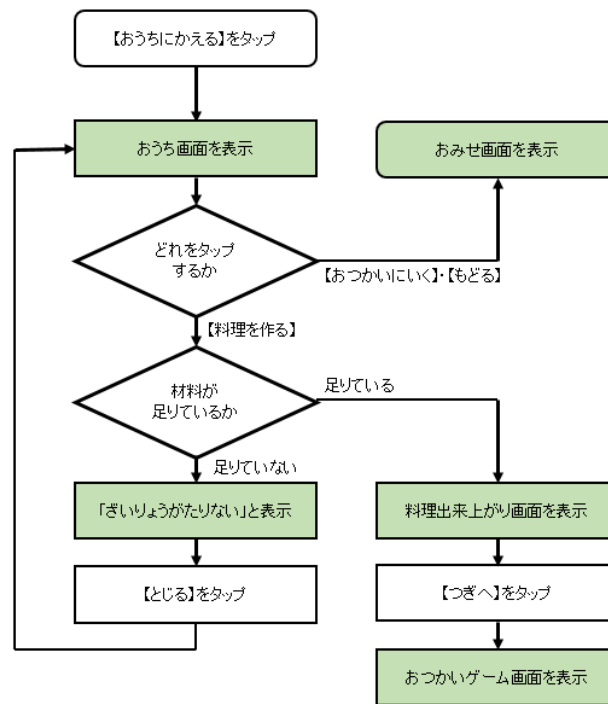 【おうちにかえる】をタップ
おうち画面を表示
おみせ画面を表示
どれをタップ
するか
【おつかいにいく】・【もどる】
【料理を作る】
材料が
足りているか
足りている
足りていない
「ざいりょうがたりない」と表示
料理出来上がり画面を表示
【とじる】をタップ
【つぎへ】をタップ
おつかいゲーム画面を表示